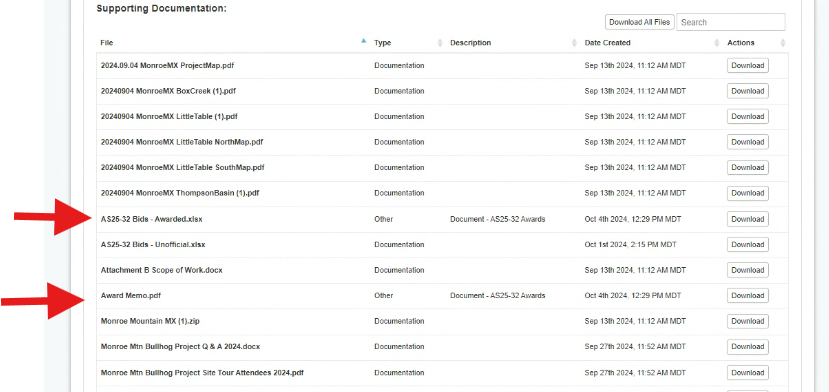 Supporting Documentation:
Download All Files Search
File Type Description Date Created Actions
2024.09.04 MonroeMX ProjectMap.pdf Documentation Sep 13th 2024, 11:12 AM MDT Download
20240904 MonroeMX BoxCreek (1).pdf Documentation Sep 13th 2024, 11:12 AM MDT Download
20240904 MonroeMX LittleTable (1).pdf Documentation Sep 13th 2024, 11:12 AM MDT Download
20240904 MonroeMX LittleTable NorthMap.pdf Documentation Sep 13th 2024, 11:12 AM MDT Download
20240904 MonroeMX LittleTable SouthMap.pdf Documentation Sep 13th 2024, 11:12 AM MDT Download
20240904 MonroeMX ThompsonBasin (1).pdf Documentation Sep 13th 2024, 11:12 AM MDT Download
AS25-32 Bids - Awarded.xlsx Other Document - AS25-32 Awards Oct 4th 2024, 12:29 PM MDT Download
AS25-32 Bids - Unofficial.xlsx Documentation Oct 1st 2024, 2:15 PM MDT Download
Attachment B Scope of Work.docx Documentation Sep 13th 2024, 11:12 AM MDT Download
Award Memo.pdf Other Document - AS25-32 Awards Oct 4th 2024, 12:29 PM MDT Download
Monroe Mountain MX (1).zip Documentation Sep 13th 2024, 11:12 AM MDT Download
Monroe Mtn Bullhog Project Q & A 2024.docx Documentation Sep 27th 2024, 11:52 AM MDT Download
Monroe Mtn Bullhog Project Site Tour Attendees 2024.pdf Documentation Sep 27th 2024, 11:52 AM MDT Download